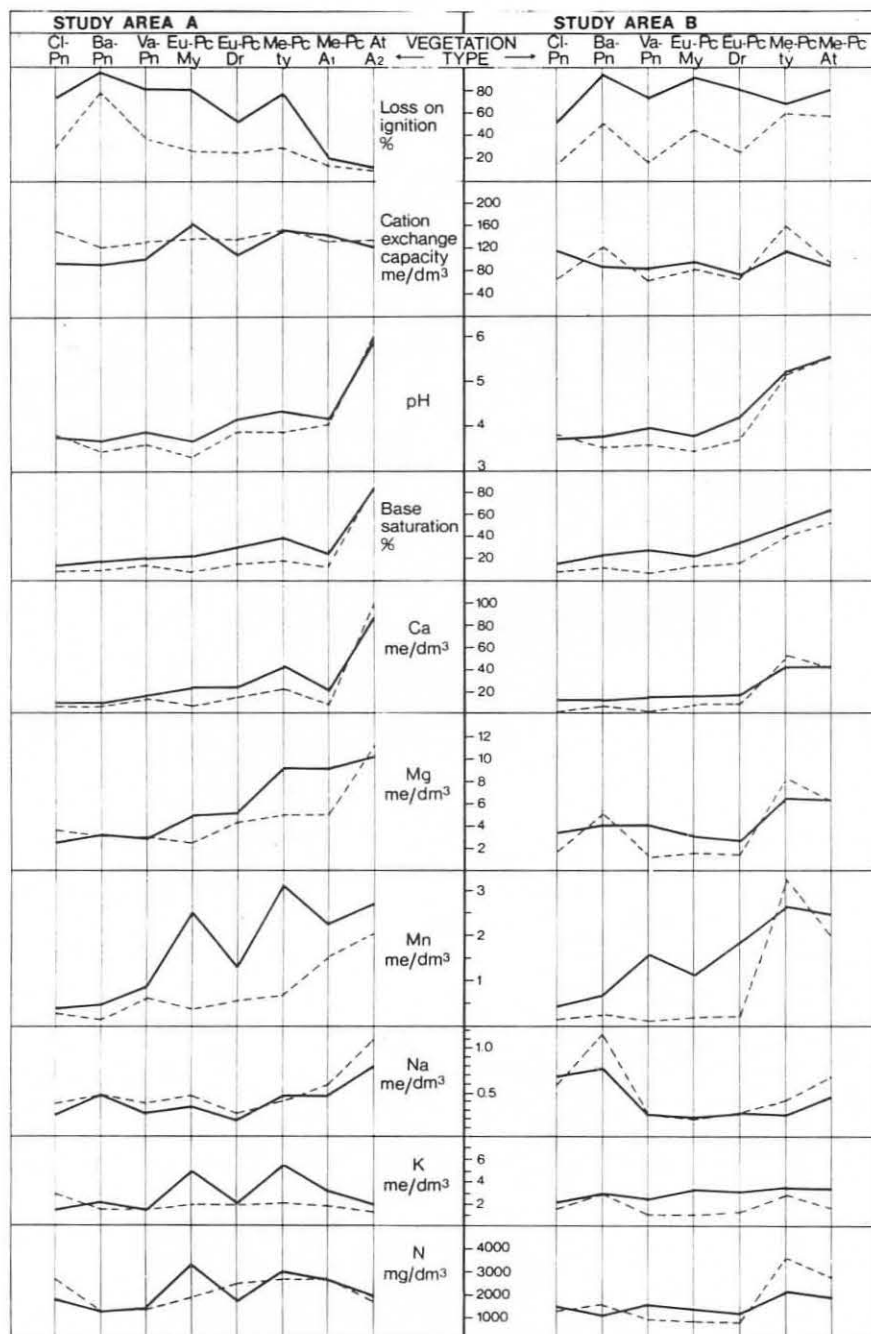 STUDY AREA A
STUDY AREA B
Cl- Ba- Va- Eu-Pc Eu-Pc Me-Pc Me-Pc At
Pn Pn Pn My Dr ty A1 A2
VEGETATION
← TYPE →
Cl- Ba- Va- Eu-Pc Eu-Pc Me-Pc Me-Pc
Pn Pn Pn My Dr ty At
Loss on
ignition
%
80
60
40
20
Cation
exchange
capacity
me/dm³
200
160
120
80
40
pH
6
5
4
3
Base
saturation
%
80
60
40
20
Ca
me/dm³
100
80
60
40
20
Mg
me/dm³
12
10
8
6
4
2
Mn
me/dm³
3
2
1
Na
me/dm³
1.0
0.5
K
me/dm³
6
4
2
N
mg/dm³
4000
3000
2000
1000